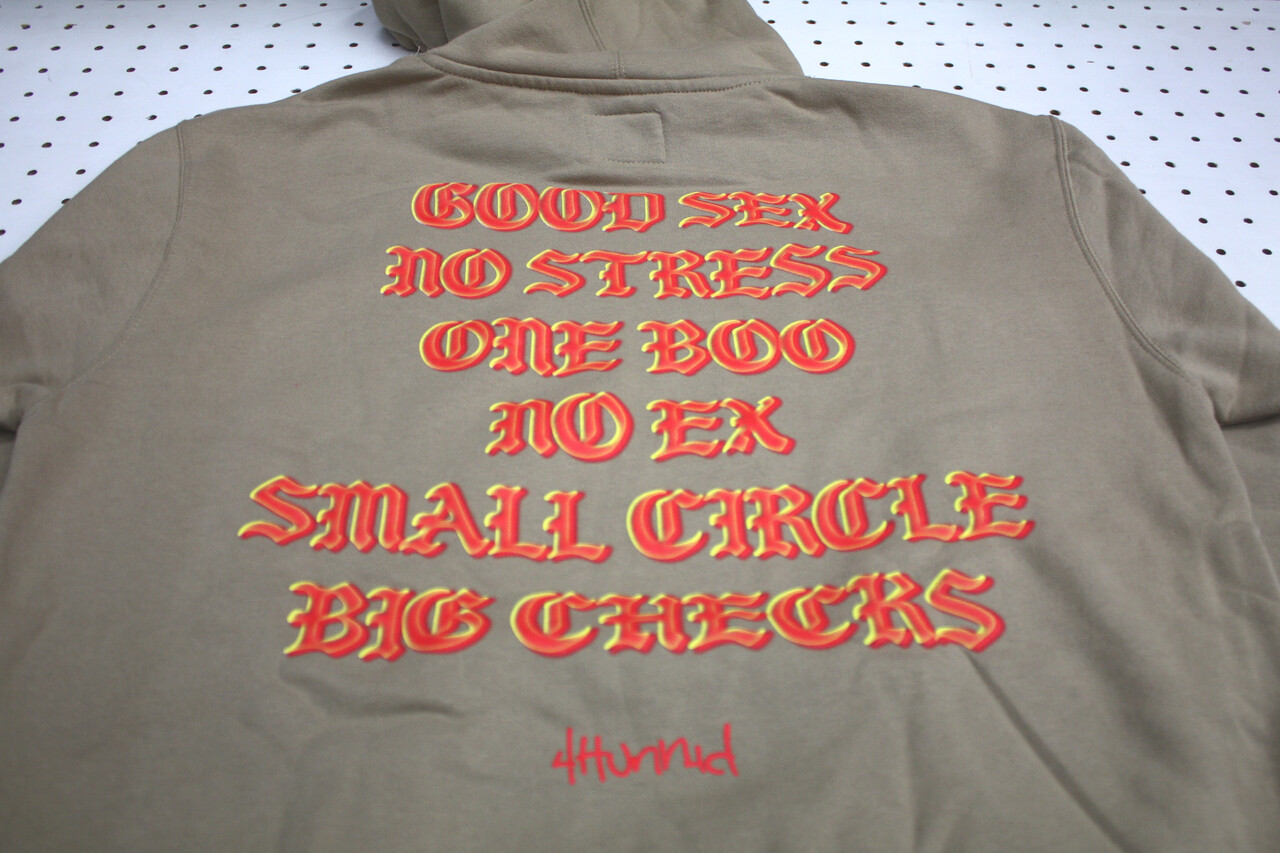 GOOD SEX
NO STRESS
ONE BOO
NO EX
SMALL CIRCLE
BIG CHECKS
4Hunnid